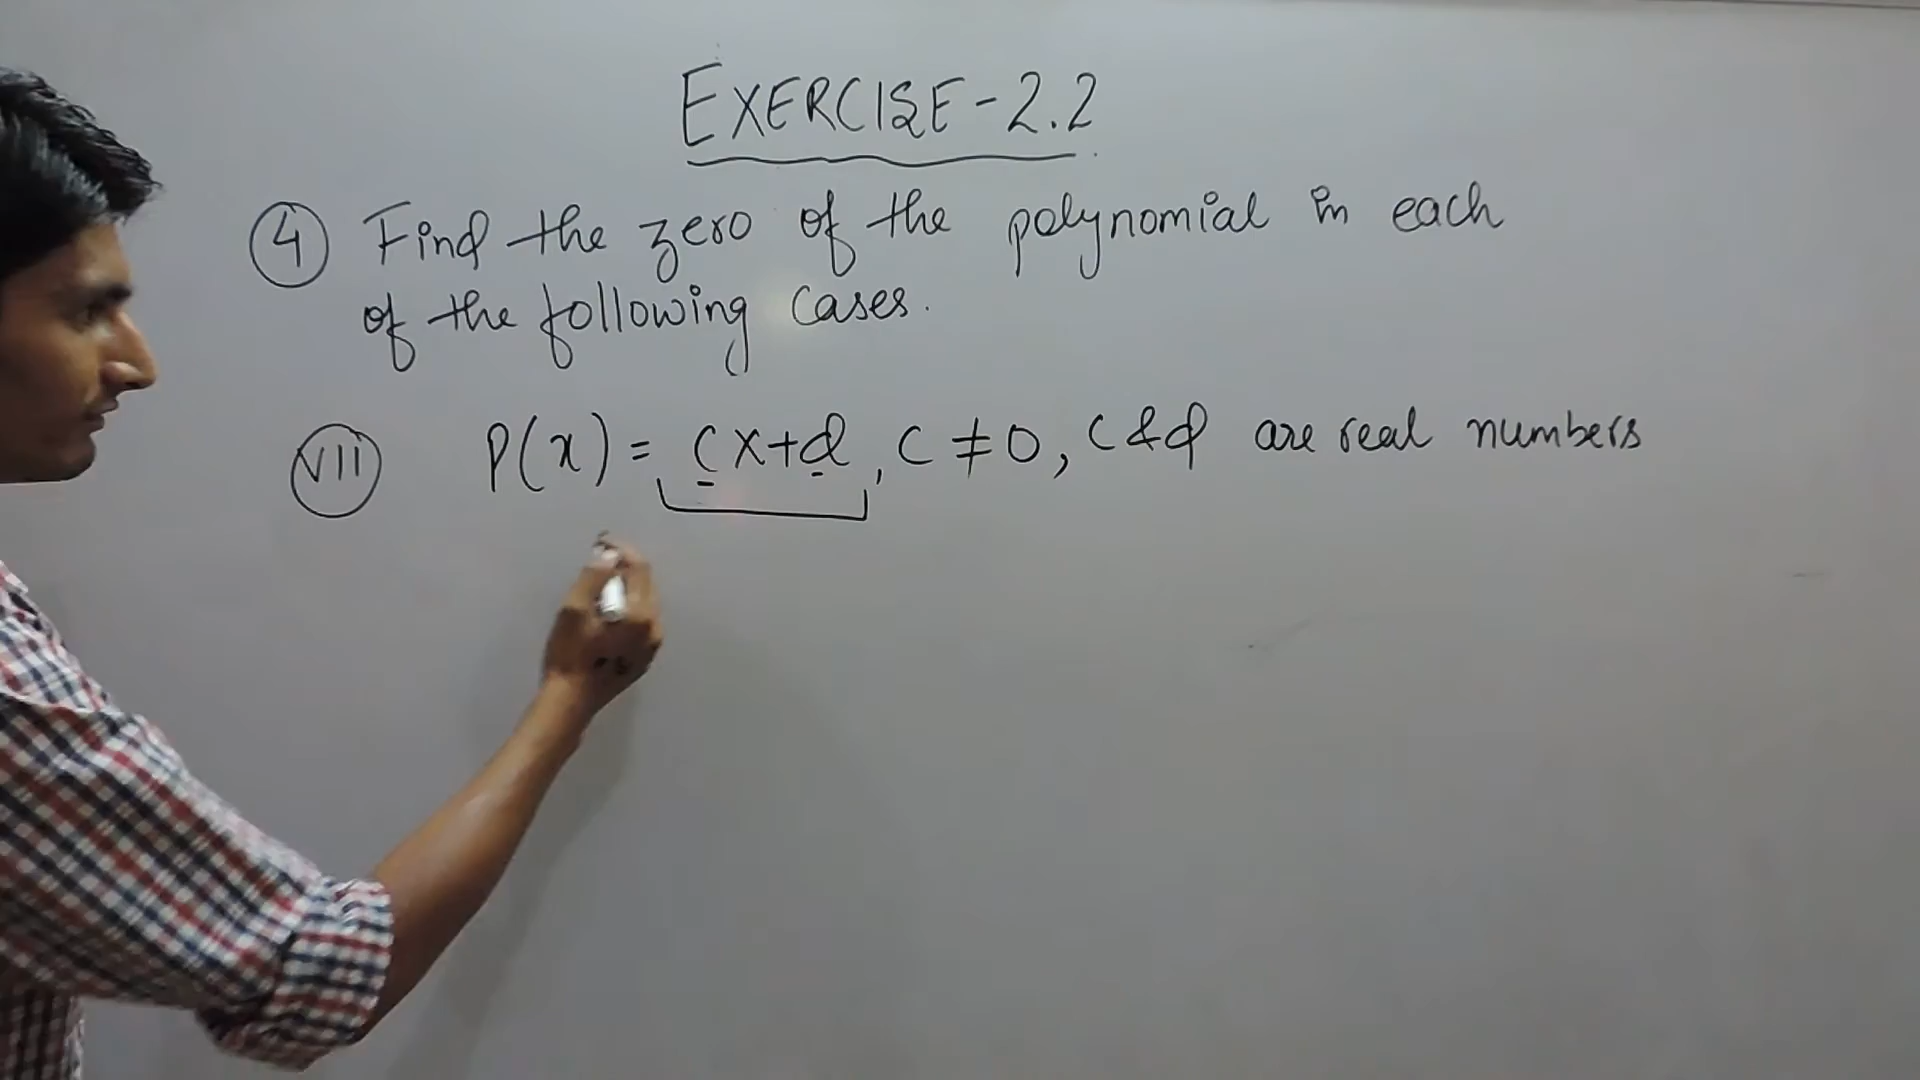 EXERCISE-2.2
4 Find the zero of the polynomial in each
of the following cases.
VII P(x) = Cx+d, C ≠ 0, C & d are real numbers